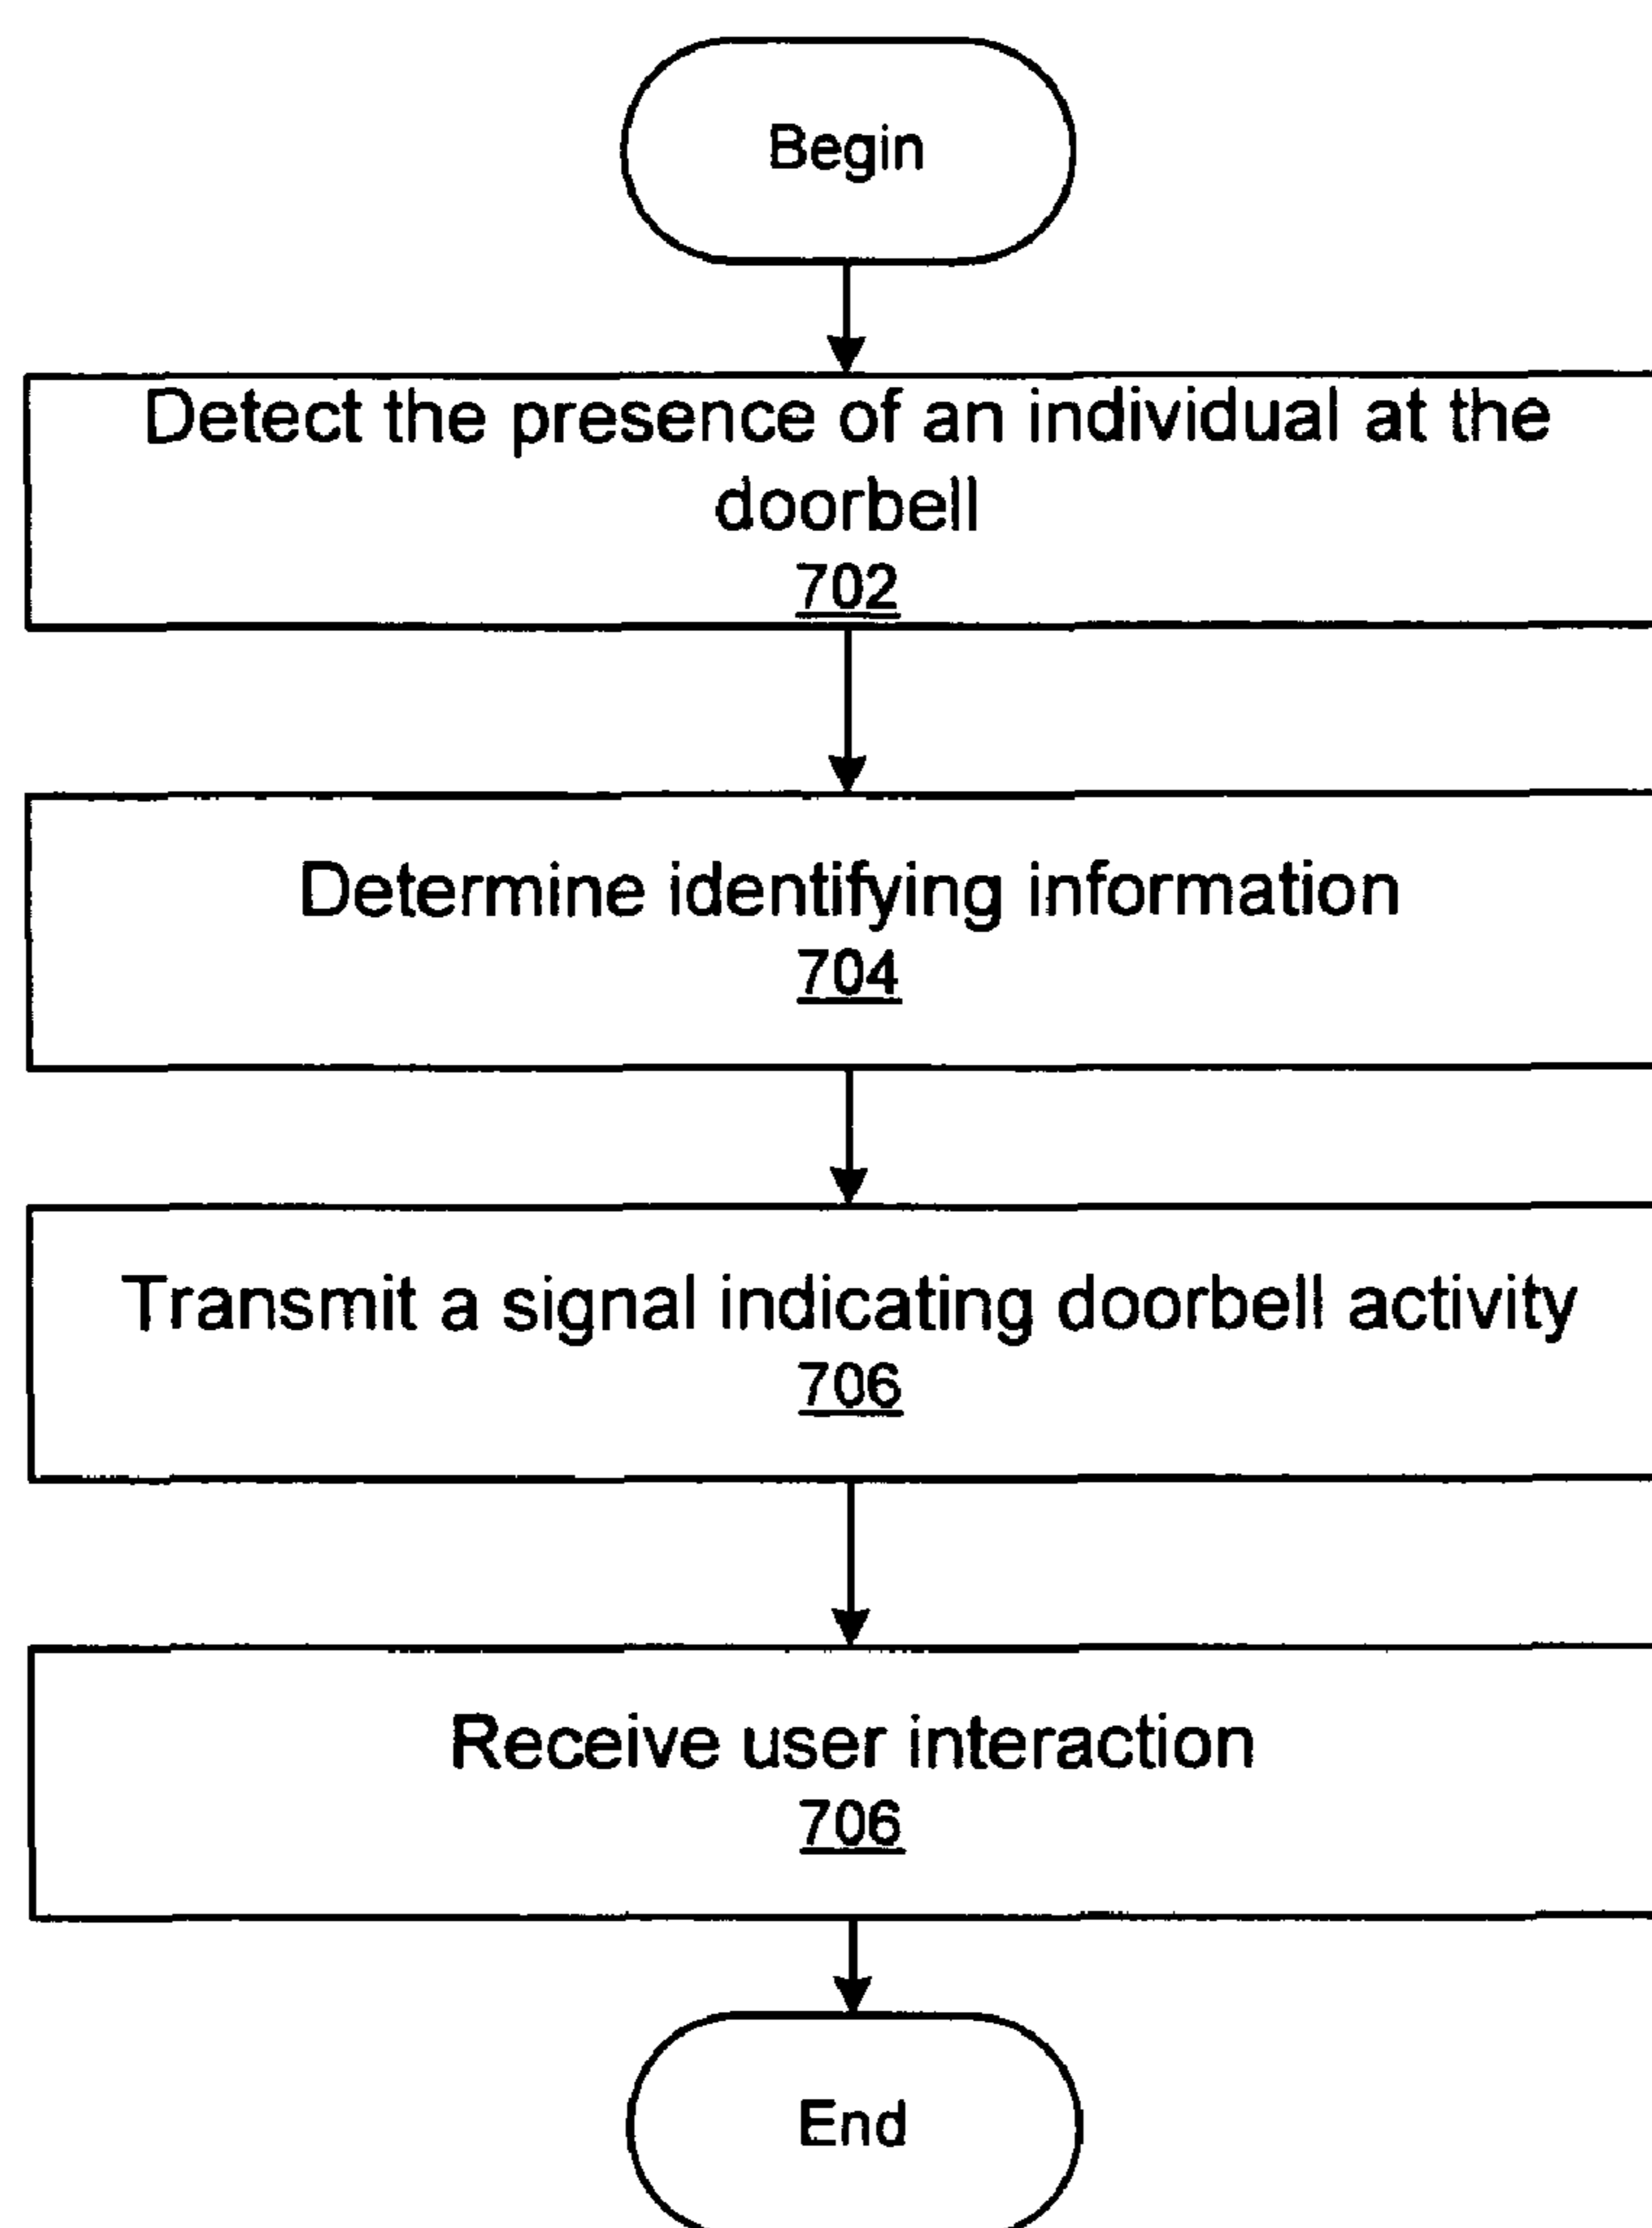 Begin
Detect the presence of an individual at the
doorbell
702
Determine identifying information
704
Transmit a signal indicating doorbell activity
706
Receive user interaction
706
End